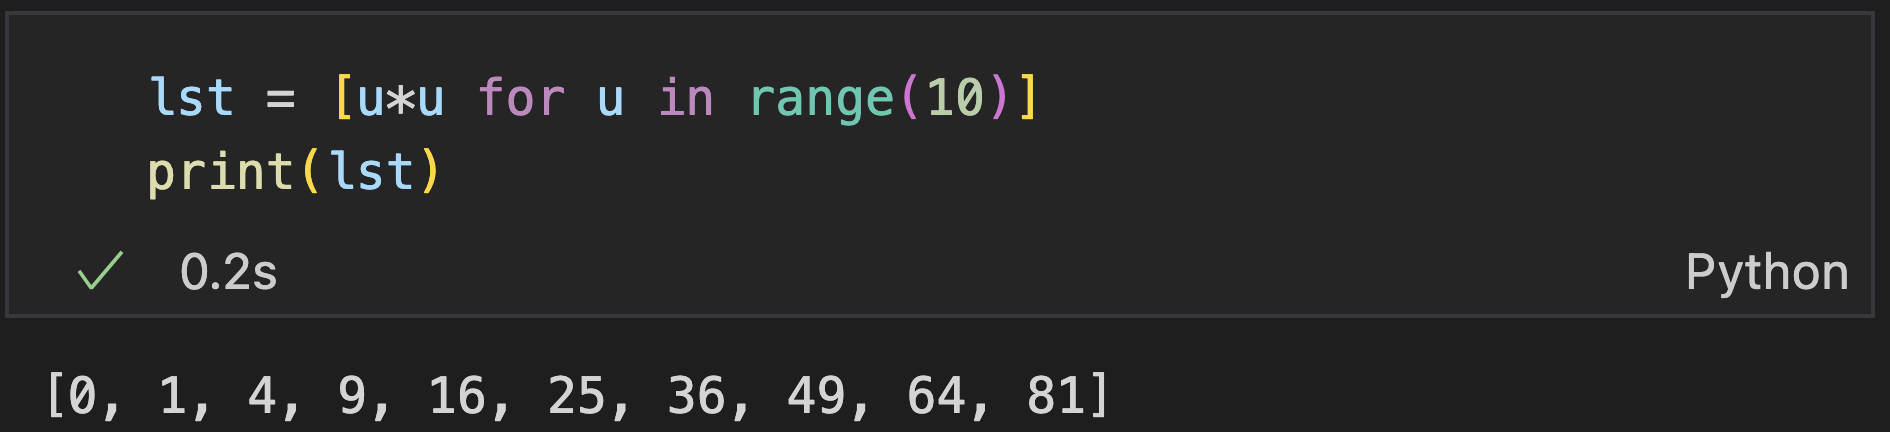 lst = [u*u for u in range(10)]
print(lst)
0.2s
Python
[0, 1, 4, 9, 16, 25, 36, 49, 64, 81]